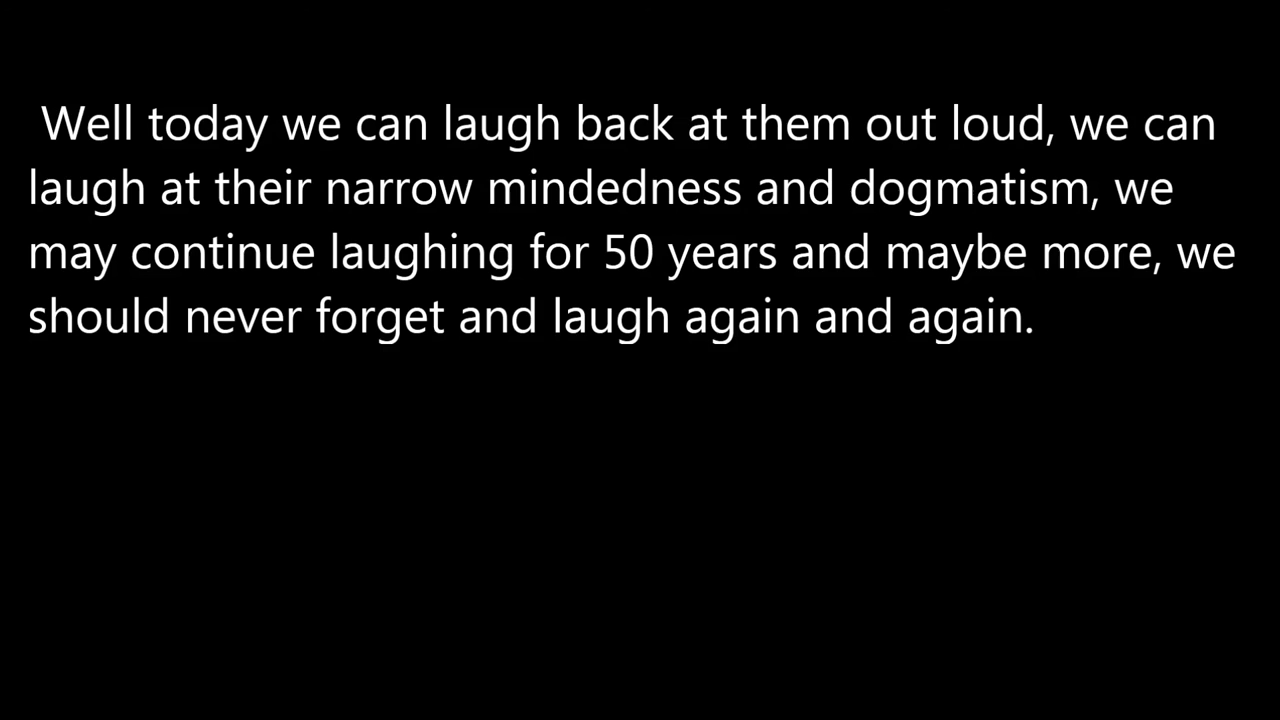 Well today we can laugh back at them out loud, we can
laugh at their narrow mindedness and dogmatism, we
may continue laughing for 50 years and maybe more, we
should never forget and laugh again and again.